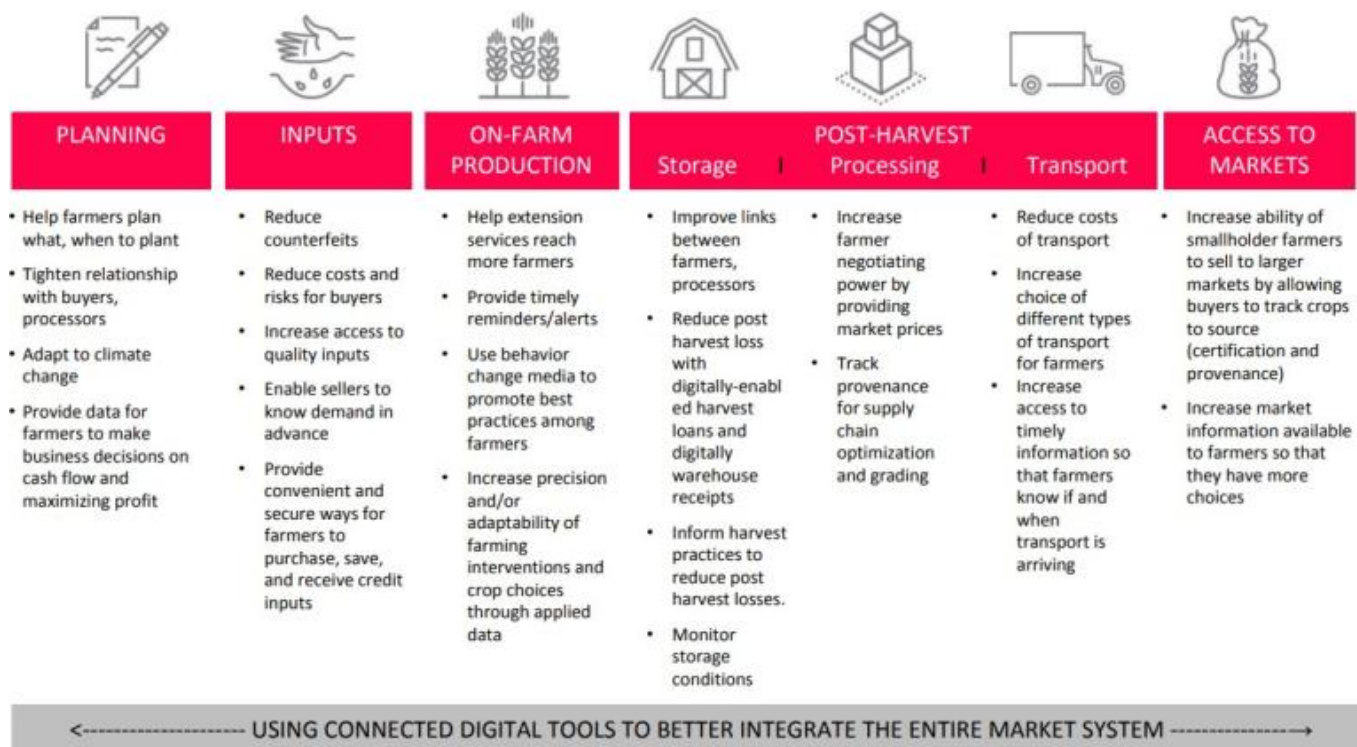 PLANNING
INPUTS
ON-FARM
PRODUCTION
POST-HARVEST
Storage | Processing | Transport
ACCESS TO
MARKETS
• Help farmers plan
what, when to plant
• Tighten relationship
with buyers,
processors
• Adapt to climate
change
• Provide data for
farmers to make
business decisions on
cash flow and
maximizing profit
• Reduce
counterfeits
• Reduce costs and
risks for buyers
• Increase access to
quality inputs
• Enable sellers to
know demand in
advance
• Provide
convenient and
secure ways for
farmers to
purchase, save,
and receive credit
inputs
• Help extension
services reach
more farmers
• Provide timely
reminders/alerts
• Use behavior
change media to
promote best
practices among
farmers
• Increase precision
and/or
adaptability of
farming
interventions and
crop choices
through applied
data
• Improve links
between
farmers,
processors
• Reduce post
harvest loss
with
digitally-enabl
ed harvest
loans and
digitally
warehouse
receipts
• Inform harvest
practices to
reduce post
harvest losses.
• Monitor
storage
conditions
• Increase
farmer
negotiating
power by
providing
market prices
• Track
provenance
for supply
chain
optimization
and grading
• Reduce costs
of transport
• Increase
choice of
different types
of transport
for farmers
• Increase
access to
timely
information so
that farmers
know if and
when
transport is
arriving
• Increase ability of
smallholder farmers
to sell to larger
markets by allowing
buyers to track crops
to source
(certification and
provenance)
• Increase market
information available
to farmers so that
they have more
choices
<-------------------- USING CONNECTED DIGITAL TOOLS TO BETTER INTEGRATE THE ENTIRE MARKET SYSTEM ----------------→